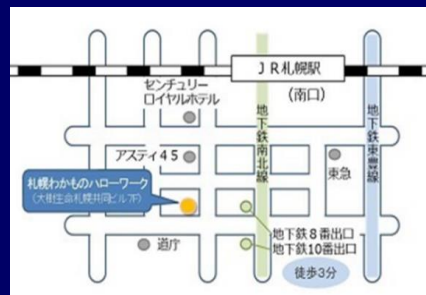 JR札幌駅
(南口)
センチュリー
ロイヤルホテル
地下鉄南北線
地下鉄東豊線
アスティ45
東急
札幌わかものハローワーク
(大樹生命札幌共同ビル7F)
地下鉄8番出口
道庁
地下鉄10番出口
徒歩3分